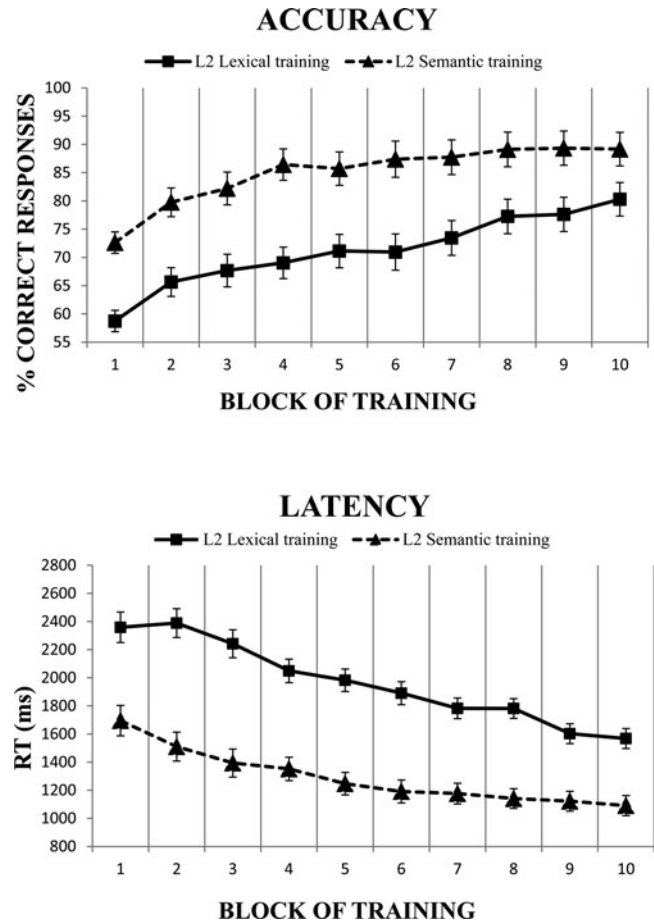 ACCURACY
L2 Lexical training L2 Semantic training
% CORRECT RESPONSES
100
95
90
85
80
75
70
65
60
55
1 2 3 4 5 6 7 8 9 10
BLOCK OF TRAINING
LATENCY
L2 Lexical training L2 Semantic training
RT (ms)
2800
2600
2400
2200
2000
1800
1600
1400
1200
1000
800
1 2 3 4 5 6 7 8 9 10
BLOCK OF TRAINING